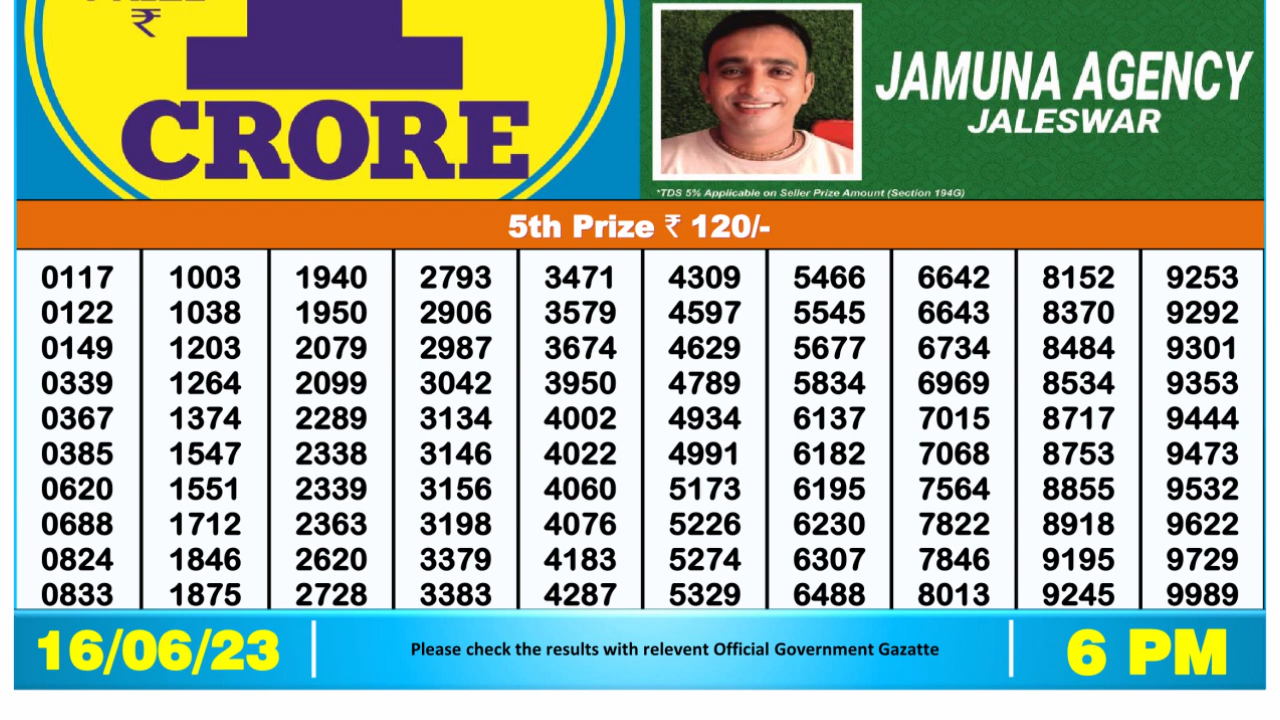 ₹
CRORE
JAMUNA AGENCY
JALESWAR
*TDS 5% Applicable on Seller Prize Amount (Section 194G)
5th Prize ₹ 120/-
0117 1003 1940 2793 3471 4309 5466 6642 8152 9253
0122 1038 1950 2906 3579 4597 5545 6643 8370 9292
0149 1203 2079 2987 3674 4629 5677 6734 8484 9301
0339 1264 2099 3042 3950 4789 5834 6969 8534 9353
0367 1374 2289 3134 4002 4934 6137 7015 8717 9444
0385 1547 2338 3146 4022 4991 6182 7068 8753 9473
0620 1551 2339 3156 4060 5173 6195 7564 8855 9532
0688 1712 2363 3198 4076 5226 6230 7822 8918 9622
0824 1846 2620 3379 4183 5274 6307 7846 9195 9729
0833 1875 2728 3383 4287 5329 6488 8013 9245 9989
16/06/23 Please check the results with relevent Official Government Gazatte 6 PM